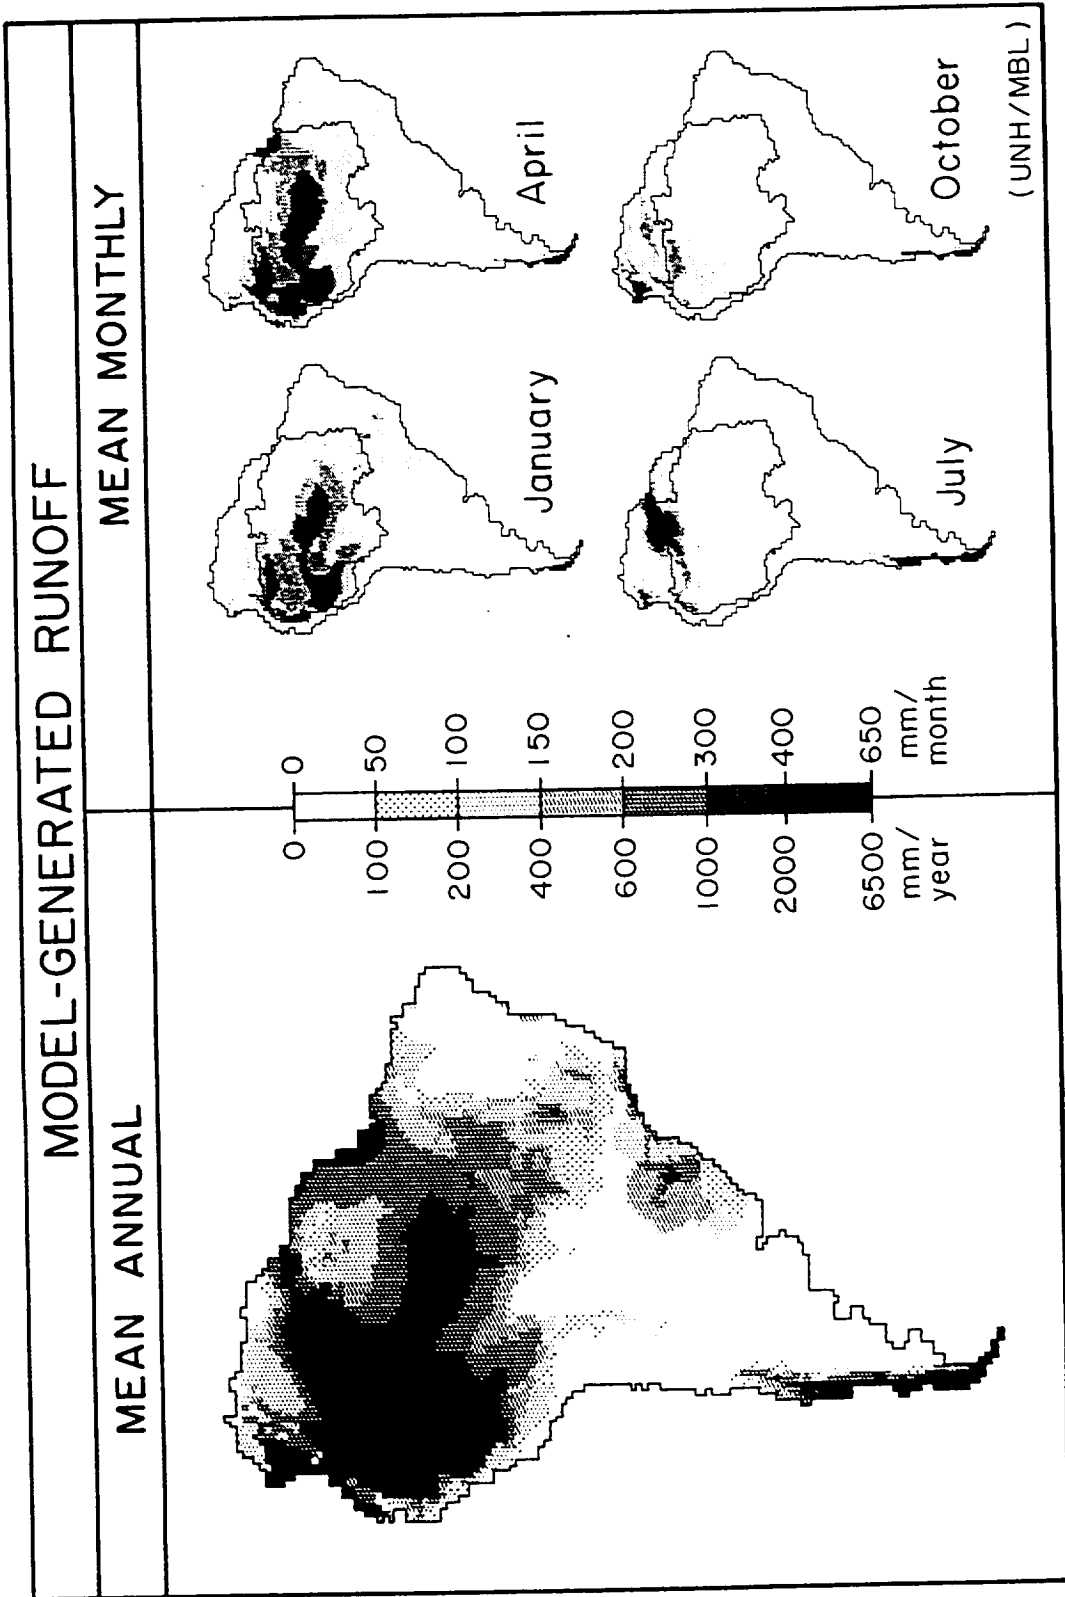 MODEL-GENERATED RUNOFF
MEAN ANNUAL
MEAN MONTHLY
0 0
100 50
200 100
400 150
600 200
1000 300
2000 400
6500 650
mm/ mm/
year month
January
April
July
October
(UNH/MBL)